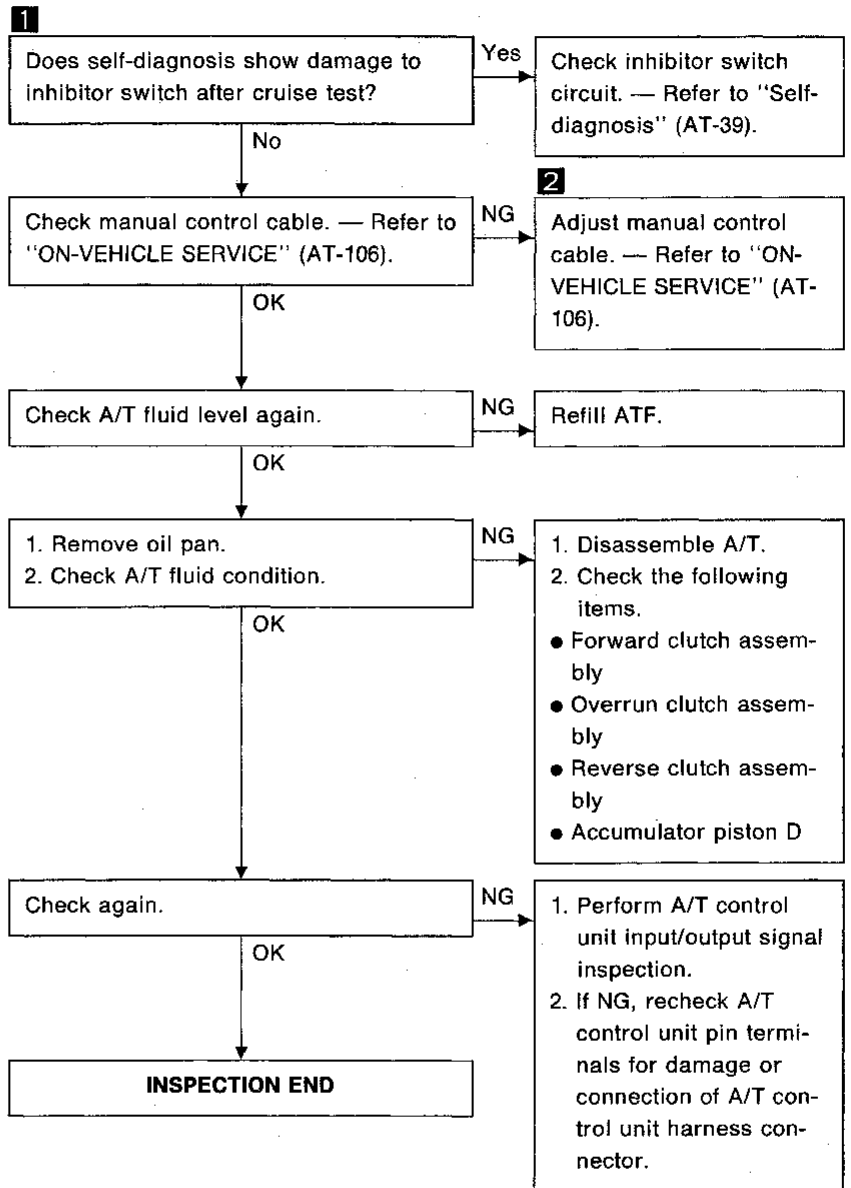 1
Does self-diagnosis show damage to
inhibitor switch after cruise test?
Yes
Check inhibitor switch
circuit. — Refer to "Self-
diagnosis" (AT-39).
No
Check manual control cable. — Refer to
"ON-VEHICLE SERVICE" (AT-106).
NG
2
Adjust manual control
cable. — Refer to "ON-
VEHICLE SERVICE" (AT-
106).
OK
Check A/T fluid level again.
NG
Refill ATF.
OK
1. Remove oil pan.
2. Check A/T fluid condition.
NG
1. Disassemble A/T.
2. Check the following
items.
● Forward clutch assem-
bly
● Overrun clutch assem-
bly
● Reverse clutch assem-
bly
● Accumulator piston D
OK
Check again.
NG
1. Perform A/T control
unit input/output signal
inspection.
2. If NG, recheck A/T
control unit pin termi-
nals for damage or
connection of A/T con-
trol unit harness con-
nector.
OK
INSPECTION END